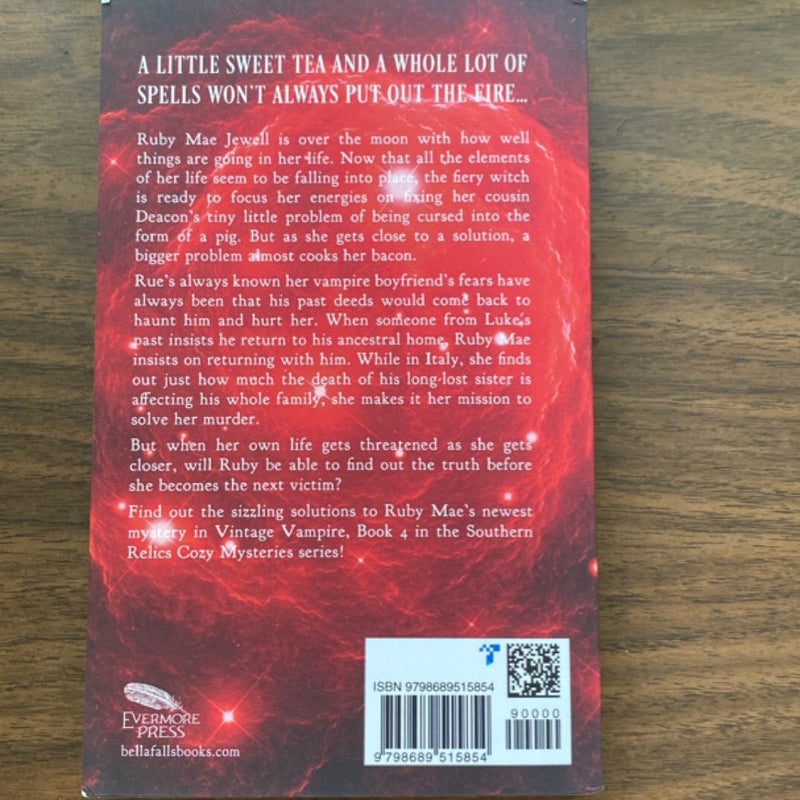 A LITTLE SWEET TEA AND A WHOLE LOT OF
SPELLS WON'T ALWAYS PUT OUT THE FIRE...
Ruby Mae Jewell is over the moon with how well
things are going in her life. Now that all the elements
of her life seem to be falling into place, the fiery witch
is ready to focus her energies on fixing her cousin
Deacon's tiny little problem of being cursed into the
form of a pig. But as she gets close to a solution, a
bigger problem almost cooks her bacon.
Rue's always known her vampire boyfriend's fears have
always been that his past deeds would come back to
haunt him and hurt her. When someone from Luke's
past insists he return to his ancestral home, Ruby Mae
insists on returning with him. While in Italy, she finds
out just how much the death of his long-lost sister is
affecting his whole family, she makes it her mission to
solve her murder.
But when her own life gets threatened as she gets
closer, will Ruby be able to find out the truth before
she becomes the next victim?
Find out the sizzling solutions to Ruby Mae's newest
mystery in Vintage Vampire, Book 4 in the Southern
Relics Cozy Mysteries series!
ISBN 9798689515854
90000
9 798689 515854
EVERMORE
PRESS
bellafallsbooks.com